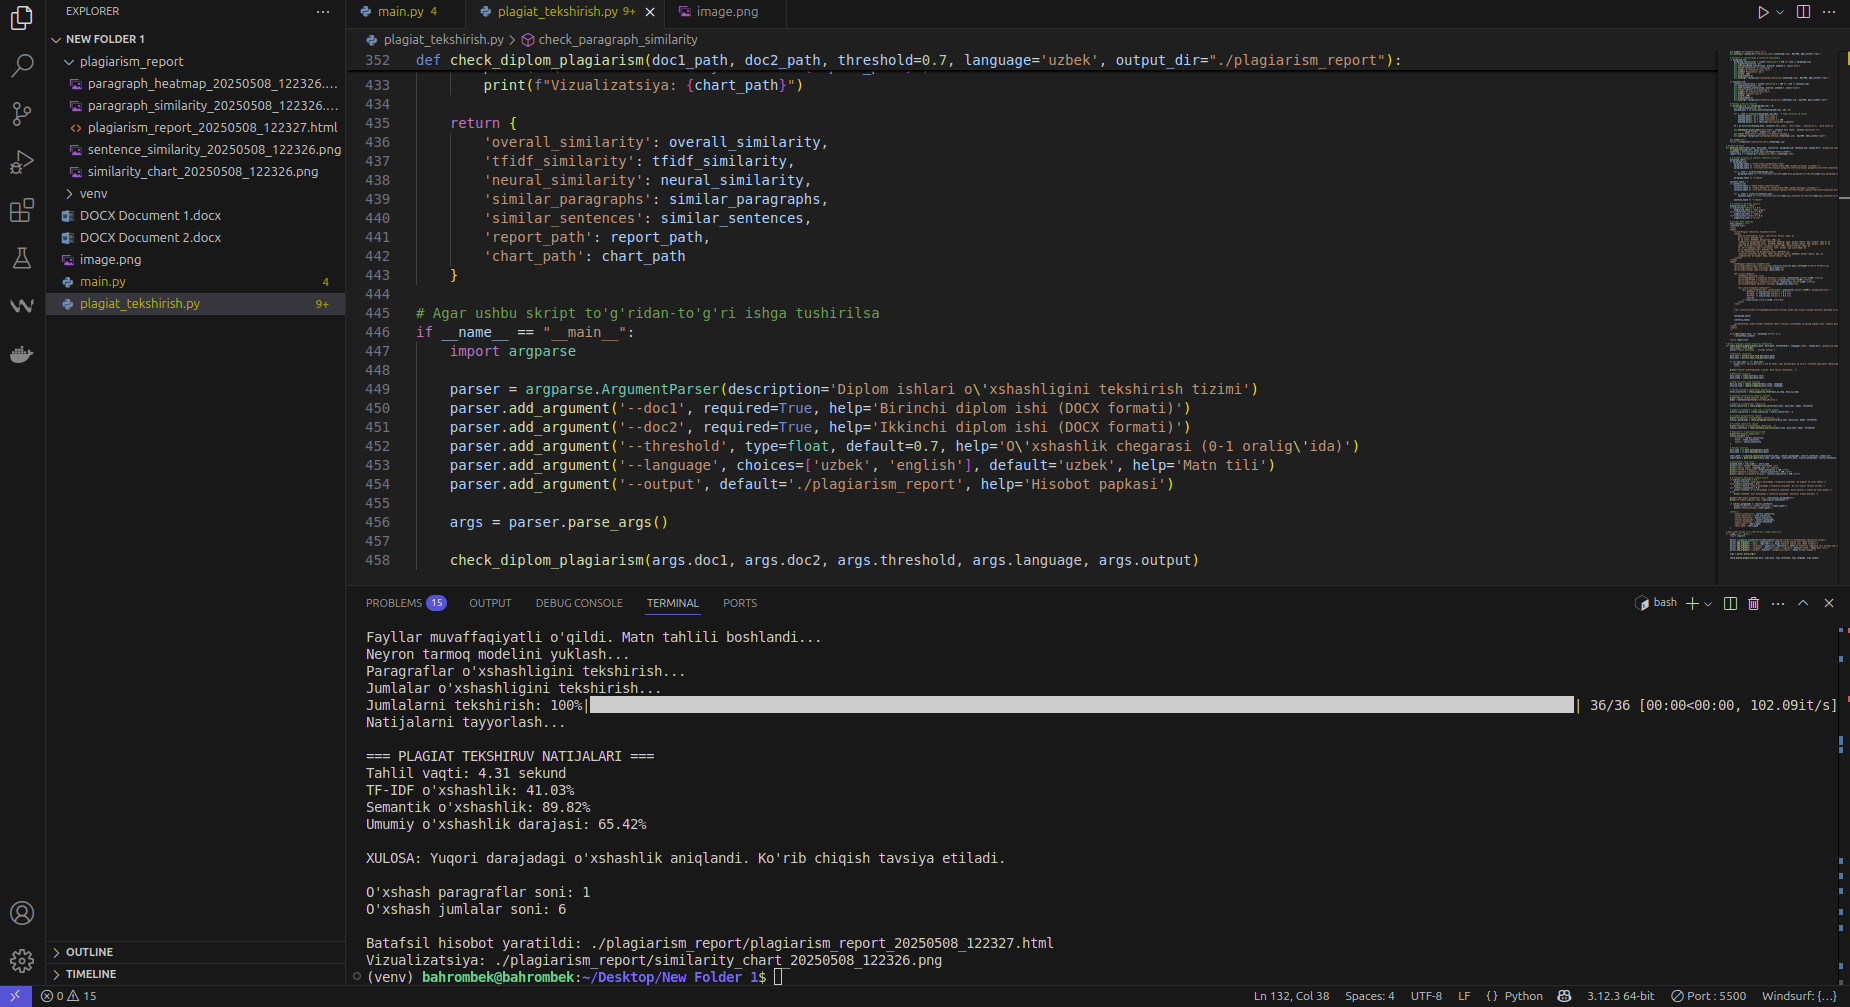 EXPLORER
NEW FOLDER 1
plagiarism_report
paragraph_heatmap_20250508_122326....
paragraph_similarity_20250508_122326...
plagiarism_report_20250508_122327.html
sentence_similarity_20250508_122326.png
similarity_chart_20250508_122326.png
venv
DOCX Document 1.docx
DOCX Document 2.docx
image.png
main.py 4
plagiat_tekshirish.py 9+
OUTLINE
TIMELINE
main.py 4
plagiat_tekshirish.py 9+
image.png
plagiat_tekshirish.py > check_paragraph_similarity
352 def check_diplom_plagiarism(doc1_path, doc2_path, threshold=0.7, language='uzbek', output_dir="./plagiarism_report"):
433 print(f"Vizualizatsiya: {chart_path}")
434
435 return {
436 'overall_similarity': overall_similarity,
437 'tfidf_similarity': tfidf_similarity,
438 'neural_similarity': neural_similarity,
439 'similar_paragraphs': similar_paragraphs,
440 'similar_sentences': similar_sentences,
441 'report_path': report_path,
442 'chart_path': chart_path
443 }
444
445 # Agar ushbu skript to'g'ridan-to'g'ri ishga tushirilsa
446 if __name__ == "__main__":
447 import argparse
448
449 parser = argparse.ArgumentParser(description='Diplom ishlari o\'xshashligini tekshirish tizimi')
450 parser.add_argument('--doc1', required=True, help='Birinchi diplom ishi (DOCX formati)')
451 parser.add_argument('--doc2', required=True, help='Ikkinchi diplom ishi (DOCX formati)')
452 parser.add_argument('--threshold', type=float, default=0.7, help='O\'xshashlik chegarasi (0-1 oralig\'ida)')
453 parser.add_argument('--language', choices=['uzbek', 'english'], default='uzbek', help='Matn tili')
454 parser.add_argument('--output', default='./plagiarism_report', help='Hisobot papkasi')
455
456 args = parser.parse_args()
457
458 check_diplom_plagiarism(args.doc1, args.doc2, args.threshold, args.language, args.output)
PROBLEMS 15 OUTPUT DEBUG CONSOLE TERMINAL PORTS
bash
Fayllar muvaffaqiyatli o'qildi. Matn tahlili boshlandi...
Neyron tarmoq modelini yuklash...
Paragraflar o'xshashligini tekshirish...
Jumlalar o'xshashligini tekshirish...
Jumlalarni tekshirish: 100%| | 36/36 [00:00<00:00, 102.09it/s]
Natijalarni tayyorlash...
=== PLAGIAT TEKSHIRUV NATIJALARI ===
Tahlil vaqti: 4.31 sekund
TF-IDF o'xshashlik: 41.03%
Semantik o'xshashlik: 89.82%
Umumiy o'xshashlik darajasi: 65.42%
XULOSA: Yuqori darajadagi o'xshashlik aniqlandi. Ko'rib chiqish tavsiya etiladi.
O'xshash paragraflar soni: 1
O'xshash jumlalar soni: 6
Batafsil hisobot yaratildi: ./plagiarism_report/plagiarism_report_20250508_122327.html
Vizualizatsiya: ./plagiarism_report/similarity_chart_20250508_122326.png
(venv) bahrombek@bahrombek:~/Desktop/New Folder 1$
0 15
Ln 132, Col 38 Spaces: 4 UTF-8 LF {} Python 3.12.3 64-bit Port : 5500 Windsurf: {...}